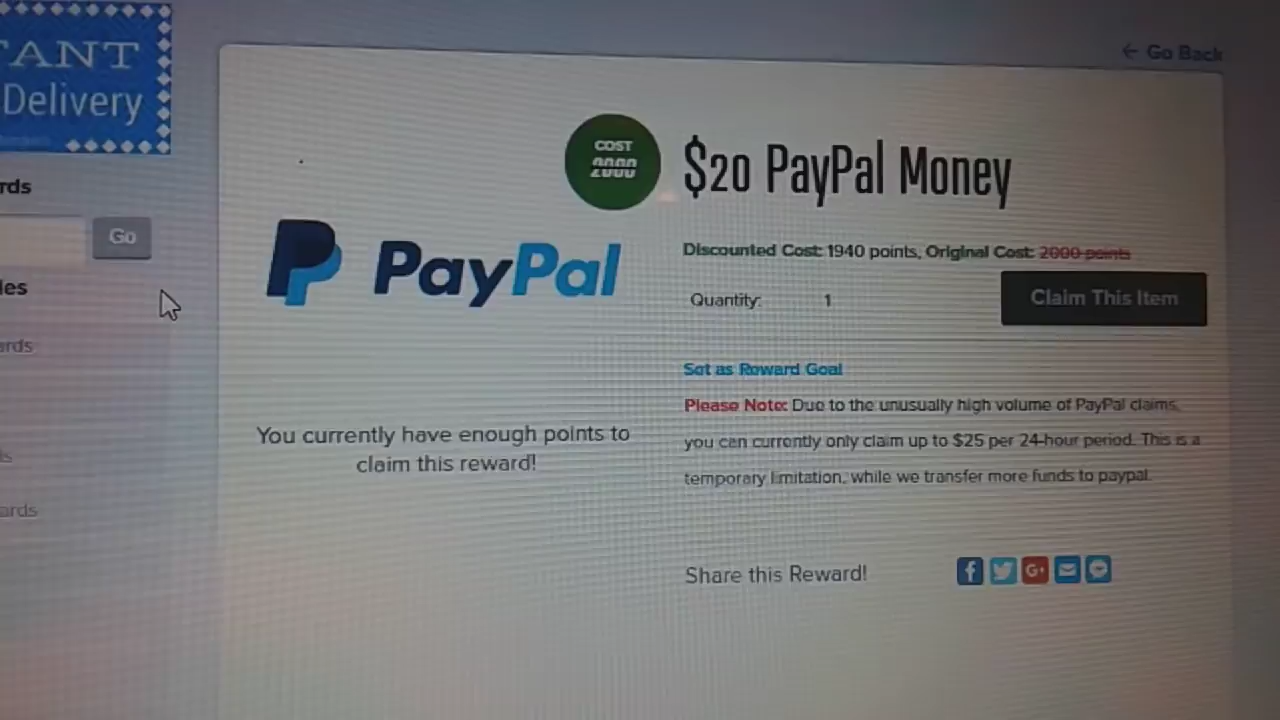 TANT
Delivery
← Go Back
COST
2000
$20 PayPal Money
rds
Go
PayPal
Discounted Cost: 1940 points, Original Cost: 2000 points
les
Quantity: 1
Claim This Item
ards
Set as Reward Goal
Please Note: Due to the unusually high volume of PayPal claims,
you can currently only claim up to $25 per 24-hour period. This is a
temporary limitation, while we transfer more funds to paypal.
You currently have enough points to
claim this reward!
ls
ards
Share this Reward!
f
G+